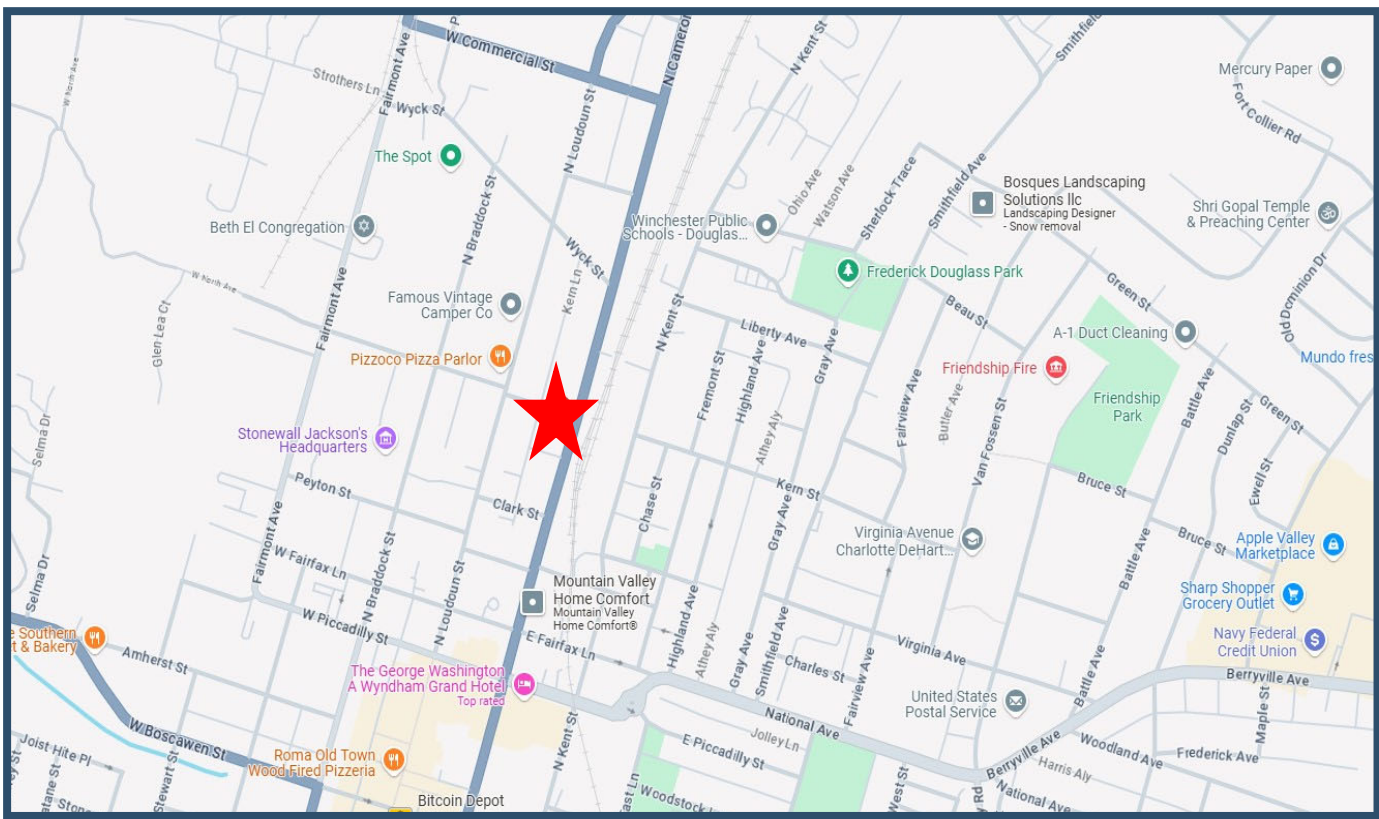 W Commercial St
N Cameron
Fairmont Ave
Strothers Ln
Wyck St
N Loudoun St
N Kent St
Smithfield
Mercury Paper
Fort Collier Rd
W North Ave
The Spot
Beth El Congregation
N Braddock St
Wyck St
Winchester Public
Schools - Douglas...
Ohio Ave
Watson Ave
Sherlock Trace
Smithfield Ave
Bosques Landscaping
Solutions llc
Landscaping Designer
- Snow removal
Shri Gopal Temple
& Preaching Center
Frederick Douglass Park
Green St
Old Dominion Dr
W North Ave
Famous Vintage
Camper Co
Kern Ln
N Kent St
Liberty Ave
Beau St
A-1 Duct Cleaning
Mundo fres
Glen Lea Ct
Fairmont Ave
Pizzoco Pizza Parlor
Fremont St
Highland Ave
Gray Ave
Friendship Fire
Friendship
Park
Fairview Ave
Butler Ave
Battle Ave
Dunlap St
Green St
Selma Dr
Stonewall Jackson's
Headquarters
Athey Aly
Van Fossen St
Peyton St
Clark St
Chase St
Kern St
Gray Ave
Bruce St
Ewell St
Virginia Avenue
Charlotte DeHart...
Bruce St
Apple Valley
Marketplace
Selma Dr
Fairmont Ave
W Fairfax Ln
N Braddock St
N Loudoun St
Mountain Valley
Home Comfort
Mountain Valley
Home Comfort®
Battle Ave
Sharp Shopper
Grocery Outlet
W Piccadilly St
E Fairfax Ln
Highland Ave
Athey Aly
Gray Ave
Smithfield Ave
Charles St
Fairview Ave
Virginia Ave
Navy Federal
Credit Union
e Southern
t & Bakery
Amherst St
The George Washington
A Wyndham Grand Hotel
Top rated
United States
Postal Service
Battle Ave
Berryville Ave
Maple St
W Boscawen St
N Kent St
National Ave
Jolley Ln
E Piccadilly St
Joist Hite Pl
Roma Old Town
Wood Fired Pizzeria
Berryville Ave
Woodland Ave
Frederick Ave
Harris Aly
National Ave
Stewart St
Bitcoin Depot
East Ln
Woodstock
West St